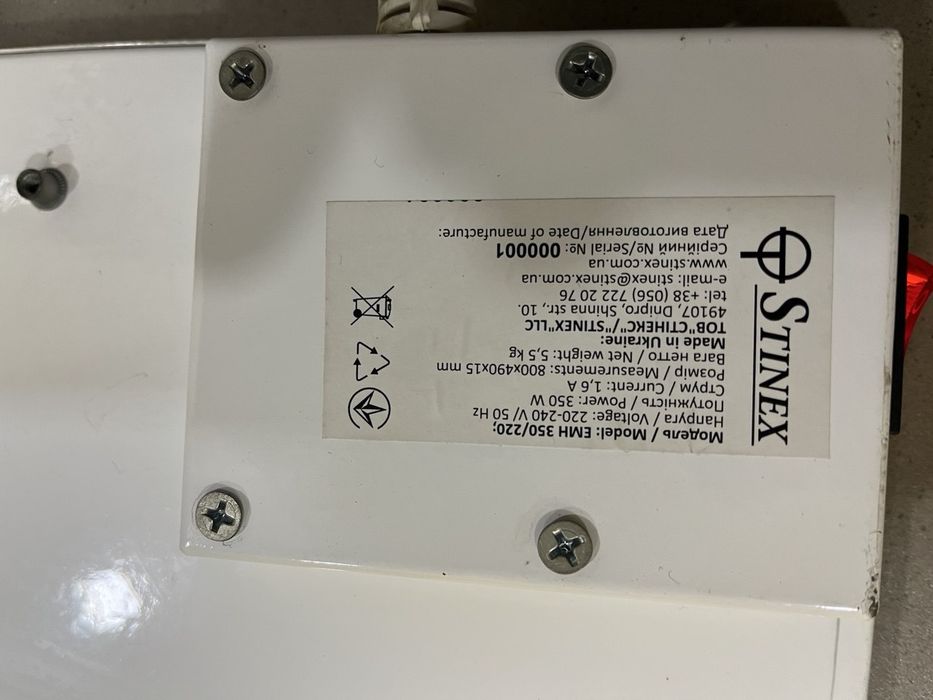 STINEX
Модель / Model: EMH 350/220;
Напруга / Voltage: 220-240 V/ 50 Hz
Потужність / Power: 350 W
Струм / Current: 1,6 A
Розмір / Measurements: 800x490x15 mm
Вага нетто / Net weight: 5,5 kg
Made in Ukraine:
ТОВ"СТІНЕКС"/"STINEX"LLC
49107, Dnipro, Shinna str., 10.
tel: +38 (056) 722 20 76
e-mail: stinex@stinex.com.ua
www.stinex.com.ua
Серійний №/Serial №: 000001
Дата виготовлення/Date of manufacture: